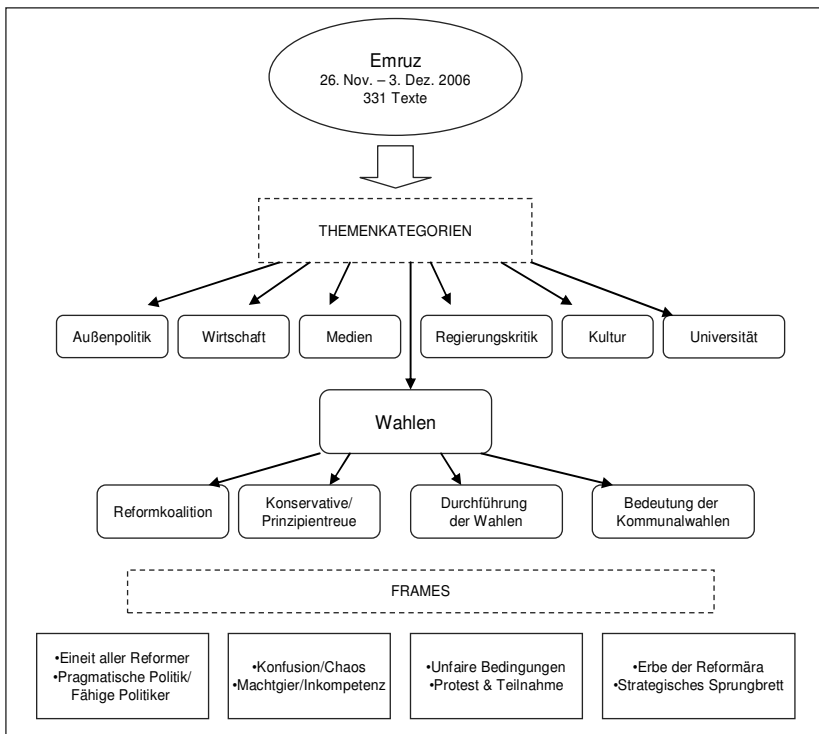 Emruz
26. Nov. – 3. Dez. 2006
331 Texte
THEMENKATEGORIEN
Außenpolitik
Wirtschaft
Medien
Regierungskritik
Kultur
Universität
Wahlen
Reformkoalition
Konservative/
Prinzipientreue
Durchführung
der Wahlen
Bedeutung der
Kommunalwahlen
FRAMES
•Eineit aller Reformer
•Pragmatische Politik/
Fähige Politiker
•Konfusion/Chaos
•Machtgier/Inkompetenz
•Unfaire Bedingungen
•Protest & Teilnahme
•Erbe der Reformära
•Strategisches Sprungbrett